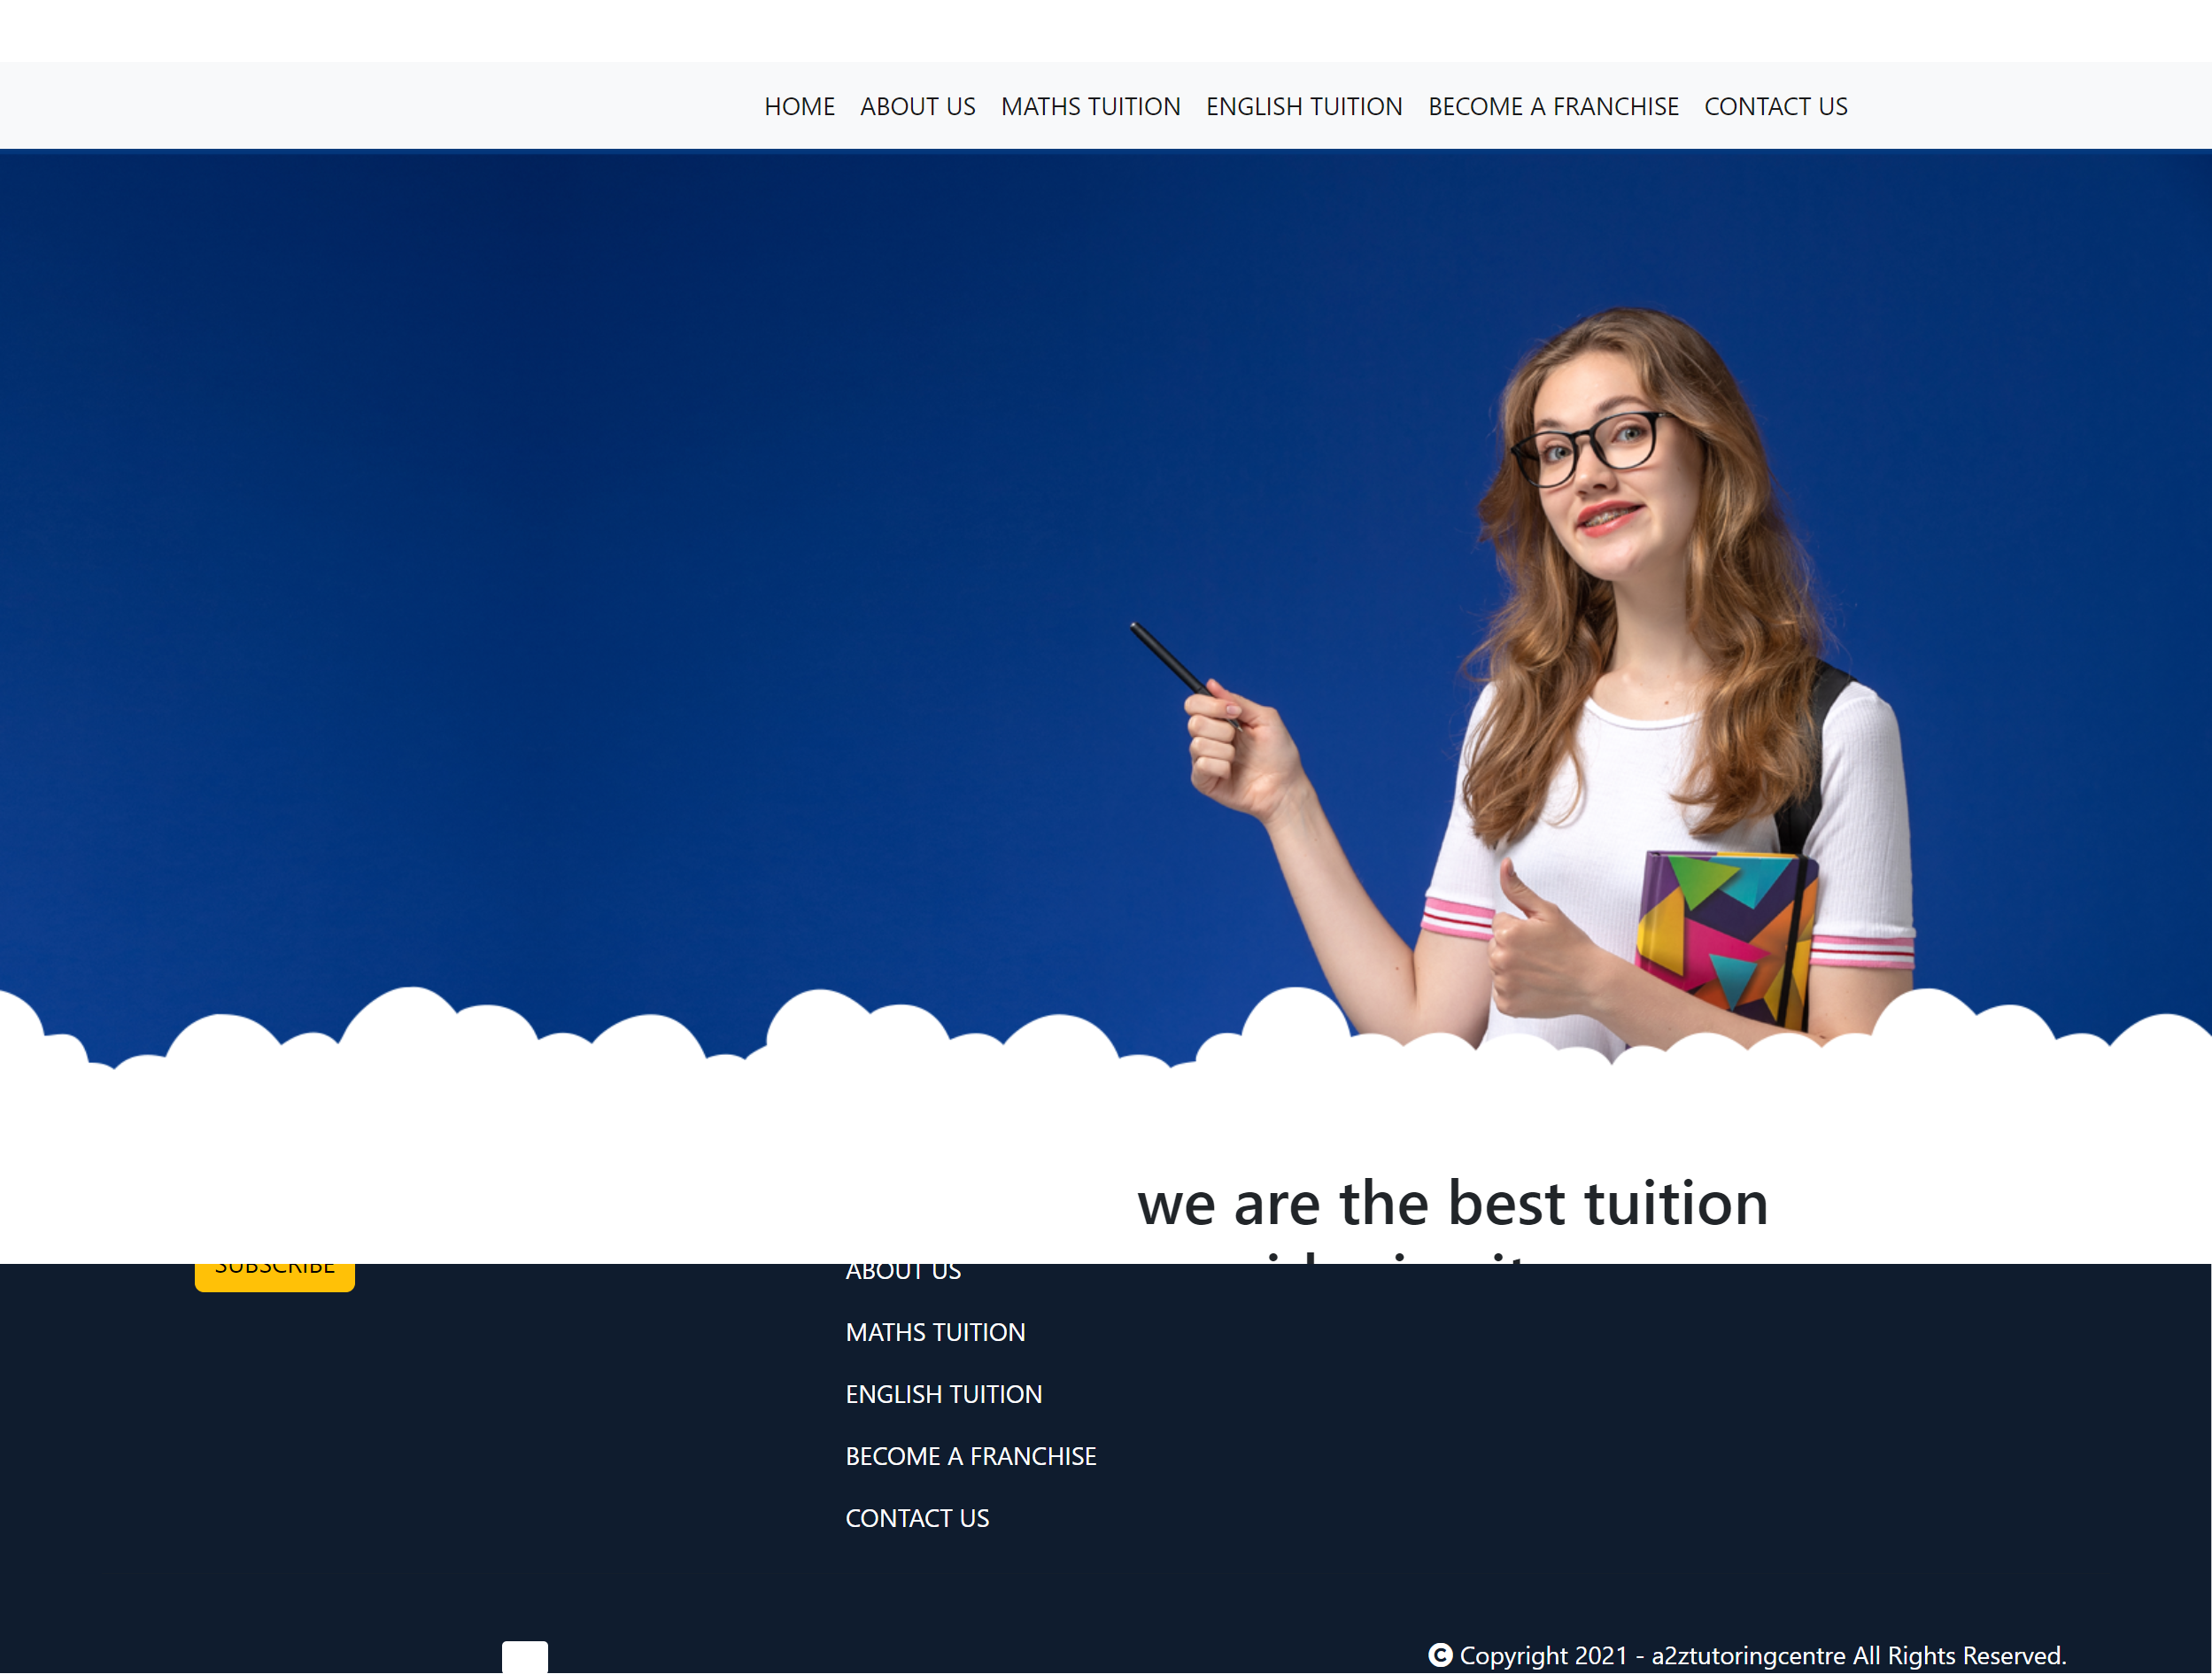 HOME ABOUT US MATHS TUITION ENGLISH TUITION BECOME A FRANCHISE CONTACT US
we are the best tuition
SUBSCRIBE
ABOUT US
MATHS TUITION
ENGLISH TUITION
BECOME A FRANCHISE
CONTACT US
© Copyright 2021 - a2ztutoringcentre All Rights Reserved.